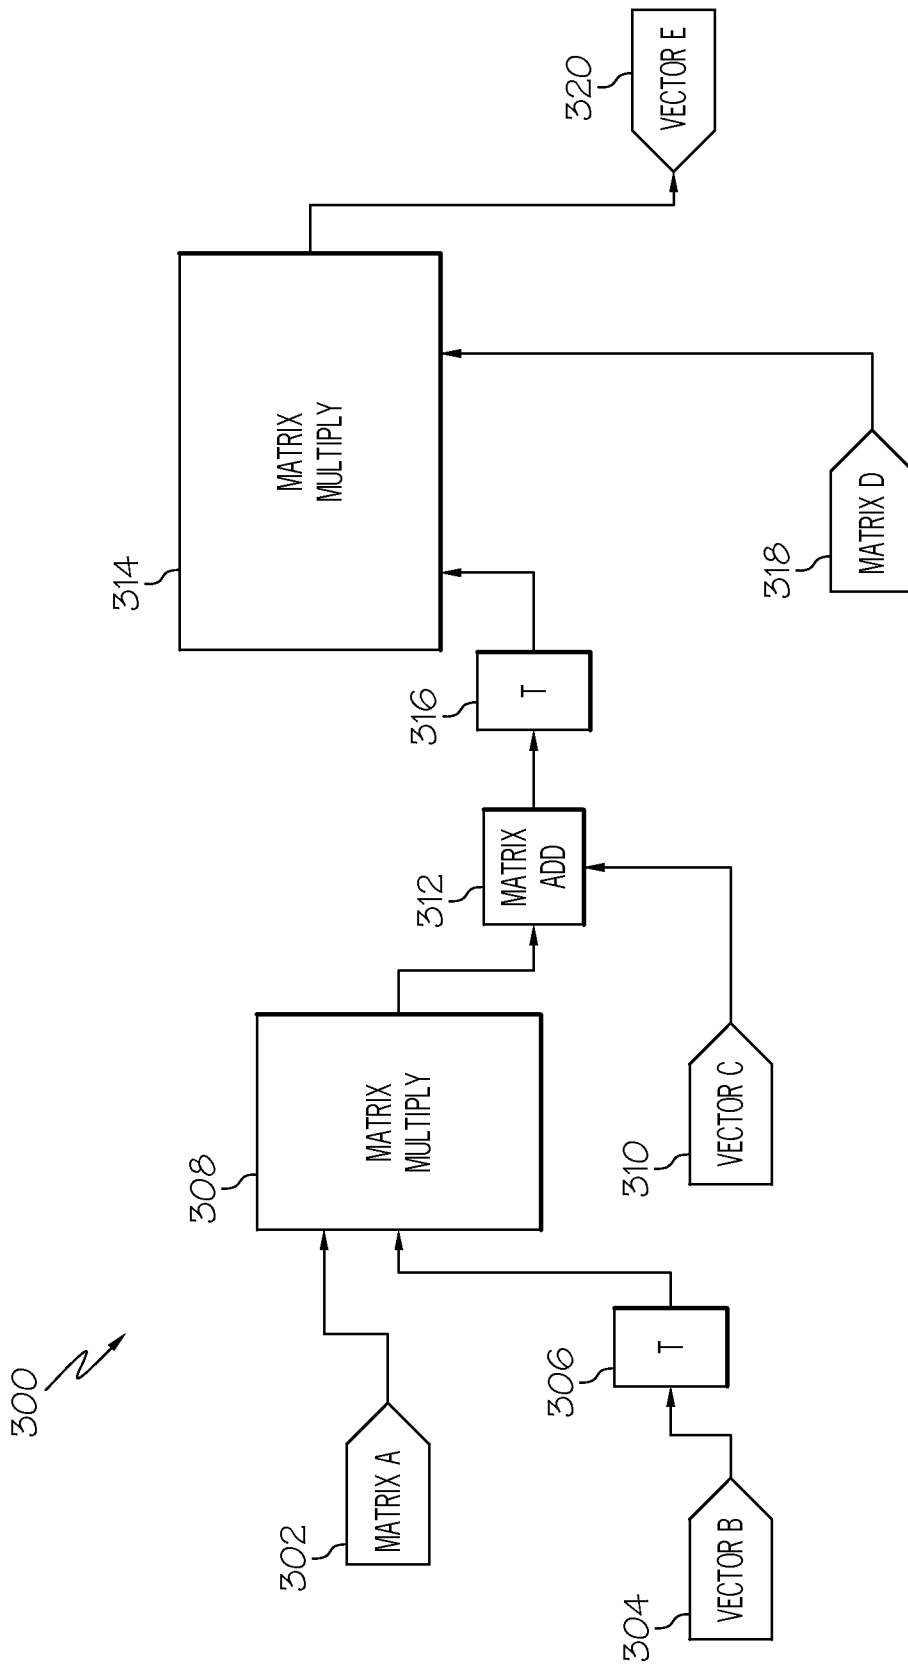 300
302
MATRIX A
304
VECTOR B
306
T
308
MATRIX
MULTIPLY
310
VECTOR C
312
MATRIX
ADD
316
T
314
MATRIX
MULTIPLY
318
MATRIX D
320
VECTOR E